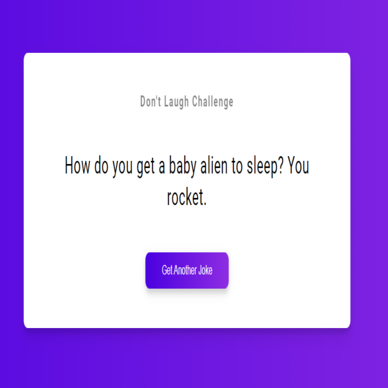 Don't Laugh Challenge
How do you get a baby alien to sleep? You
rocket.
Get Another Joke